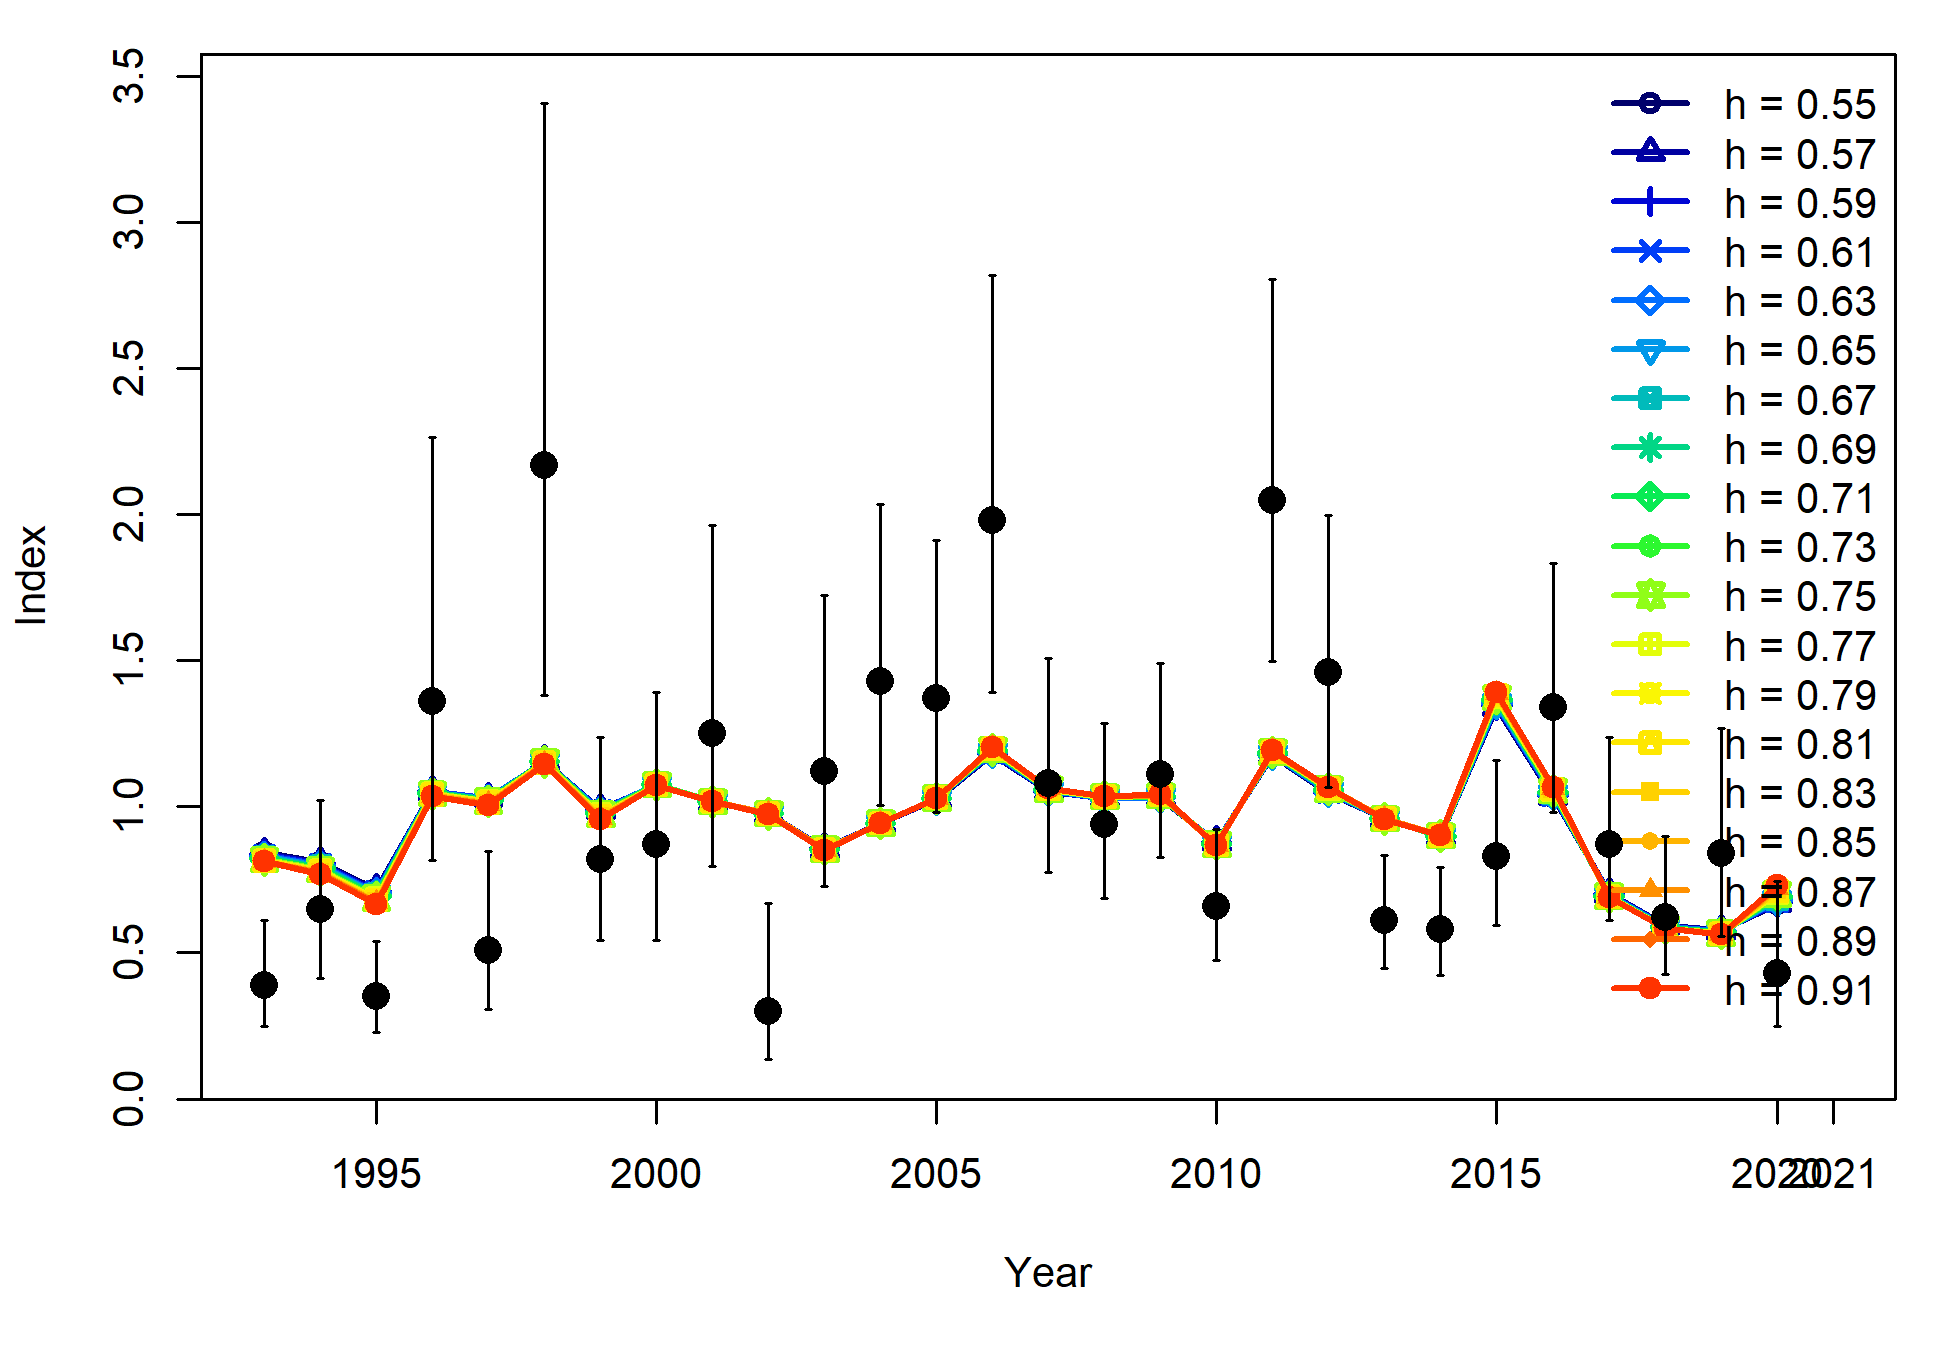 3.5
3.0
2.5
2.0
1.5
1.0
0.5
0.0
Index
h = 0.55
h = 0.57
h = 0.59
h = 0.61
h = 0.63
h = 0.65
h = 0.67
h = 0.69
h = 0.71
h = 0.73
h = 0.75
h = 0.77
h = 0.79
h = 0.81
h = 0.83
h = 0.85
h = 0.87
h = 0.89
h = 0.91
1995 2000 2005 2010 2015 2020 2021
Year